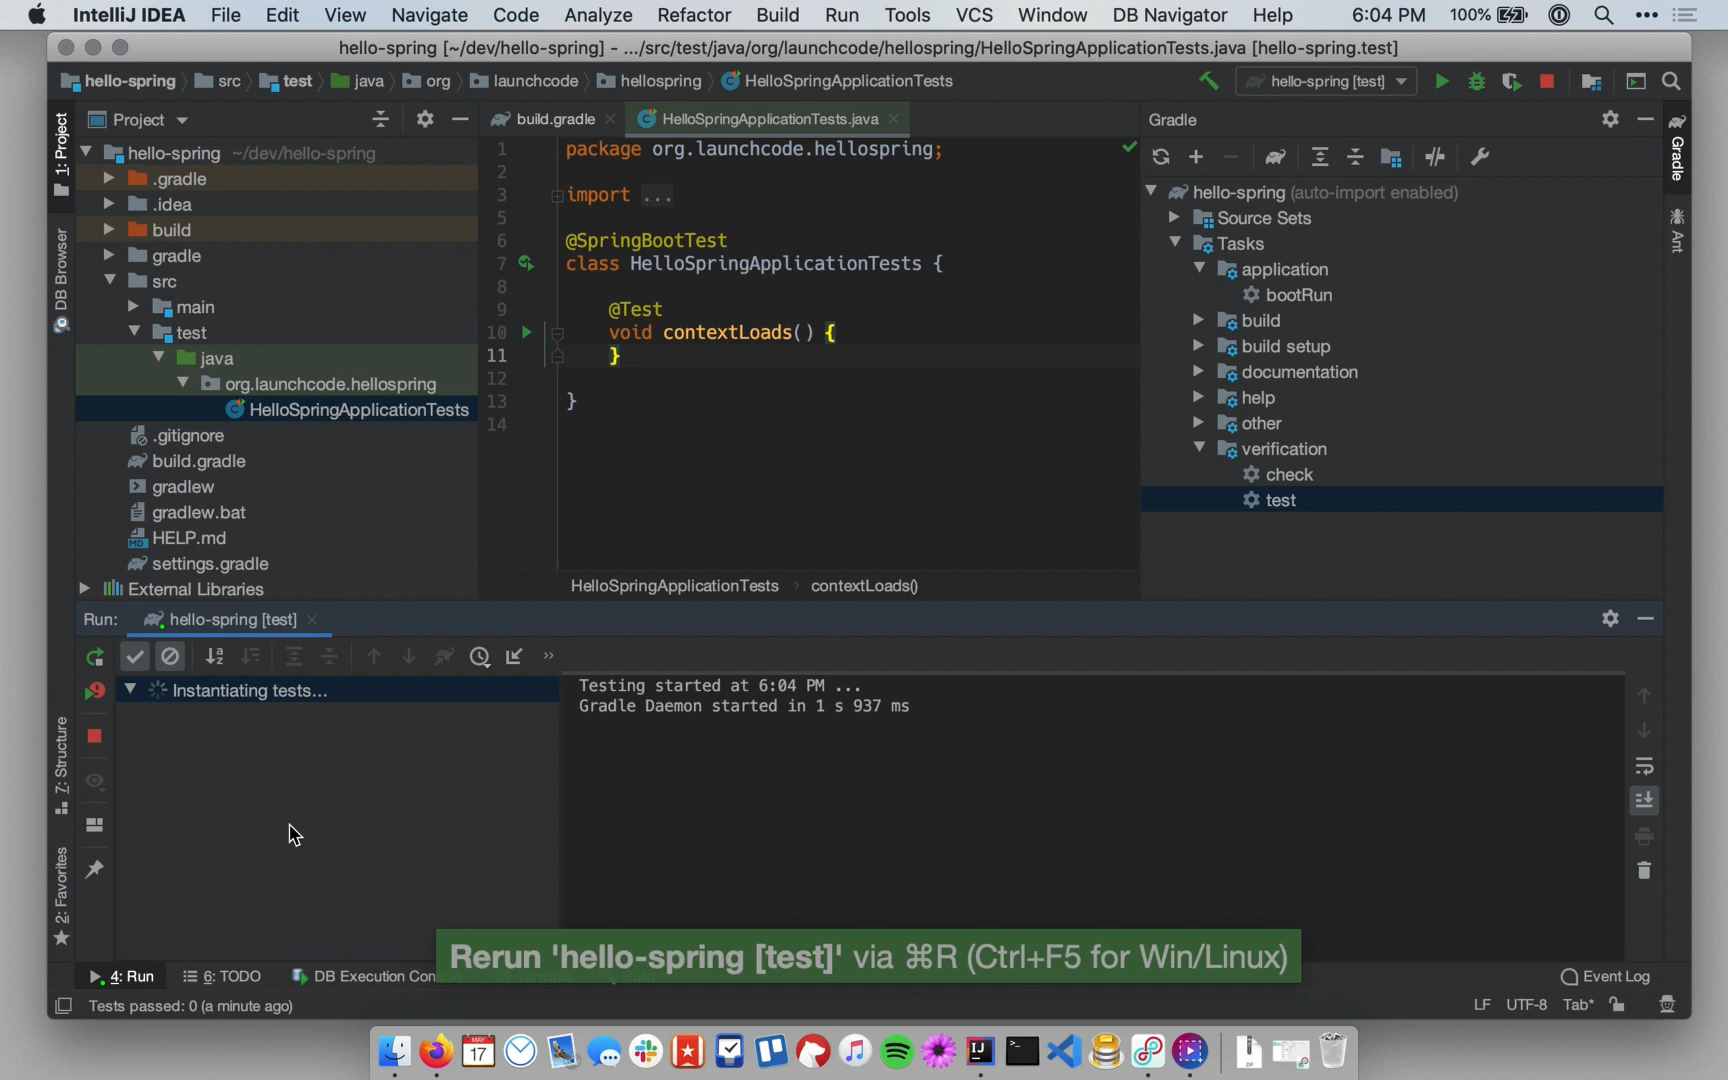 IntelliJ IDEA File Edit View Navigate Code Analyze Refactor Build Run Tools VCS Window DB Navigator Help 6:04 PM 100%
hello-spring [~/dev/hello-spring] - .../src/test/java/org/launchcode/hellospring/HelloSpringApplicationTests.java [hello-spring.test]
hello-spring src test java org launchcode hellospring HelloSpringApplicationTests hello-spring [test]
Project
build.gradle
HelloSpringApplicationTests.java
Gradle
1: Project
DB Browser
7: Structure
2: Favorites
hello-spring ~/dev/hello-spring
.gradle
.idea
build
gradle
src
main
test
java
org.launchcode.hellospring
HelloSpringApplicationTests
.gitignore
build.gradle
gradlew
gradlew.bat
HELP.md
settings.gradle
External Libraries
1 package org.launchcode.hellospring;
2
3 import ...
5
6 @SpringBootTest
7 class HelloSpringApplicationTests {
8
9 @Test
10 void contextLoads() {
11 }
12
13 }
14
HelloSpringApplicationTests contextLoads()
hello-spring (auto-import enabled)
Source Sets
Tasks
application
bootRun
build
build setup
documentation
help
other
verification
check
test
Gradle
Ant
Run: hello-spring [test]
Instantiating tests...
Testing started at 6:04 PM ...
Gradle Daemon started in 1 s 937 ms
Rerun 'hello-spring [test]' via ⌘R (Ctrl+F5 for Win/Linux)
4: Run 6: TODO DB Execution Con Event Log
Tests passed: 0 (a minute ago) LF UTF-8 Tab*
MAY
17
IJ
ZIP